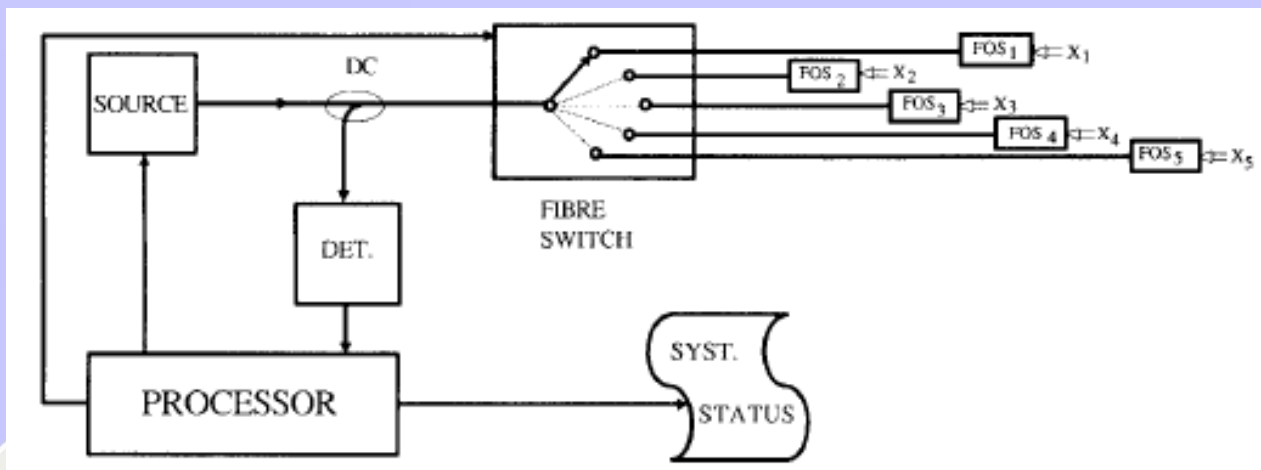 DC
SOURCE
FOS1 X1
FOS2 X2
FOS3 X3
FOS4 X4
FOS5 X5
FIBRE
SWITCH
DET.
PROCESSOR
SYST.
STATUS